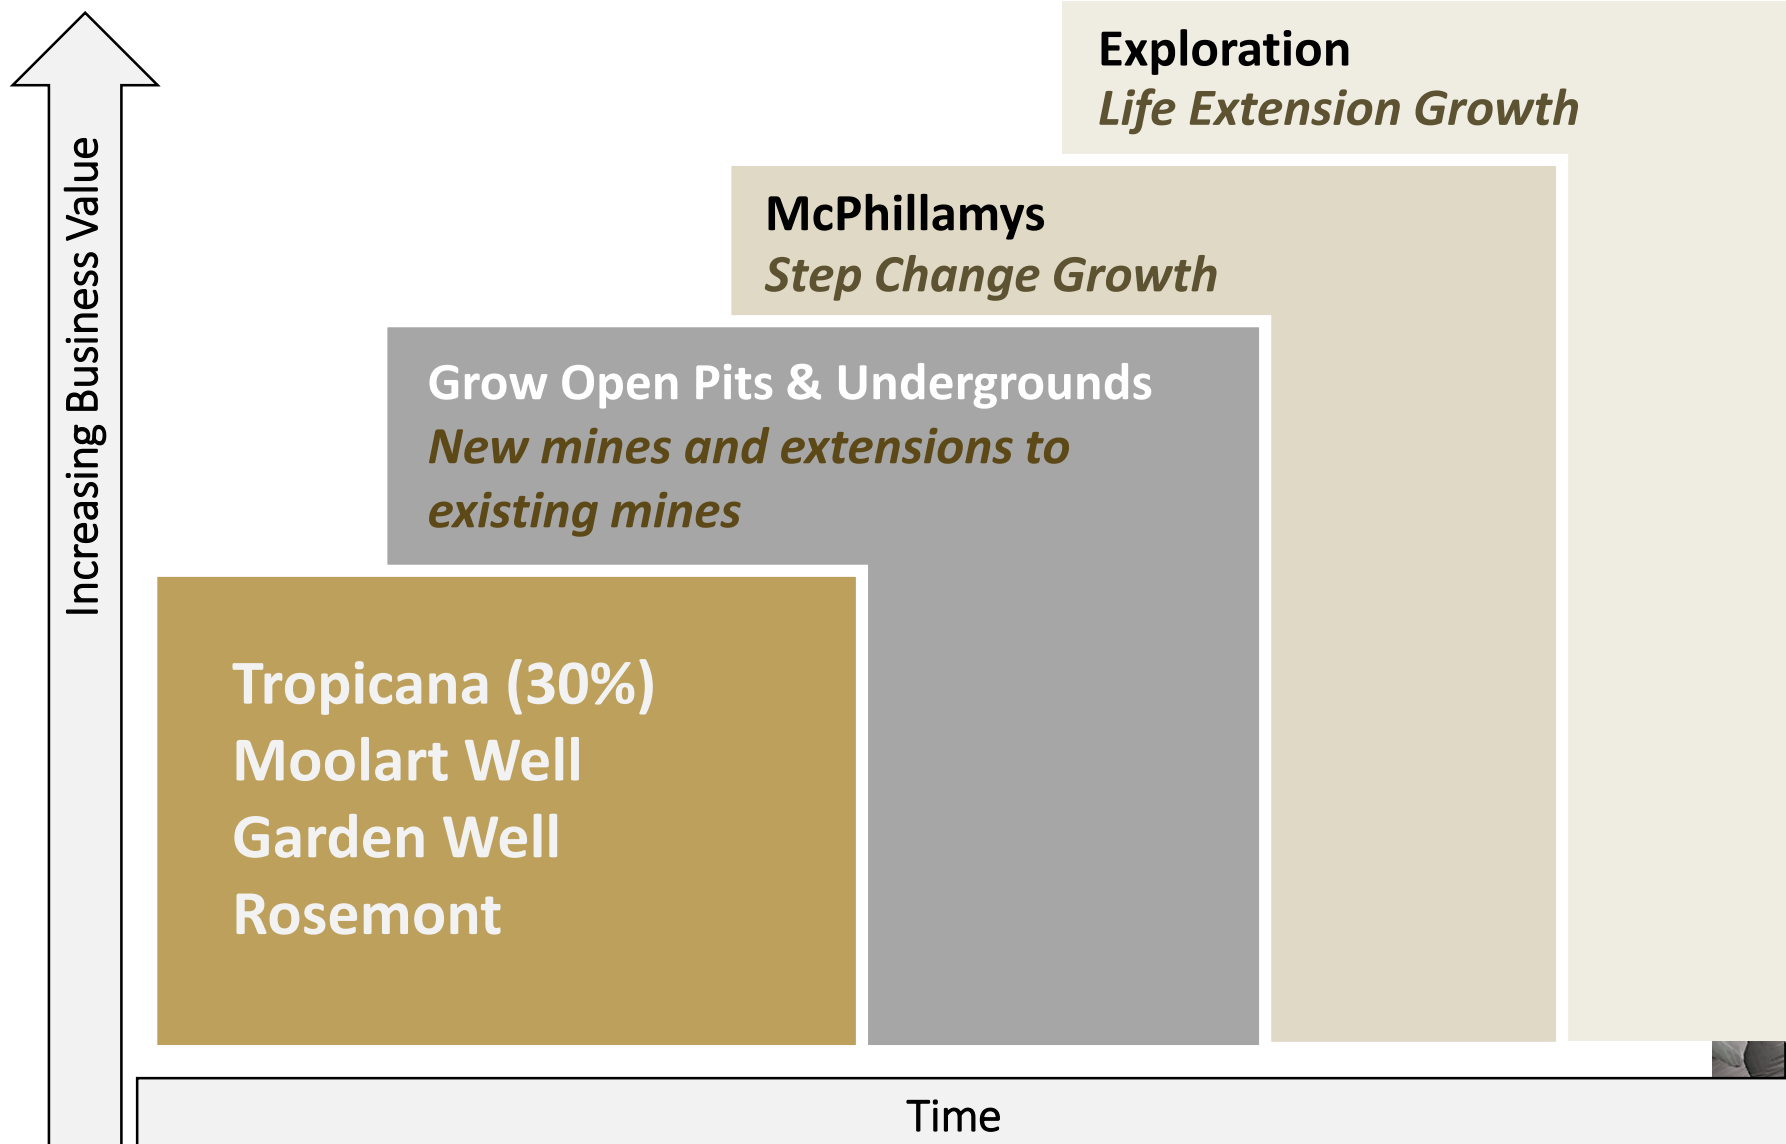 Increasing Business Value
Exploration
Life Extension Growth
McPhillamys
Step Change Growth
Grow Open Pits & Undergrounds
New mines and extensions to
existing mines
Tropicana (30%)
Moolart Well
Garden Well
Rosemont
Time